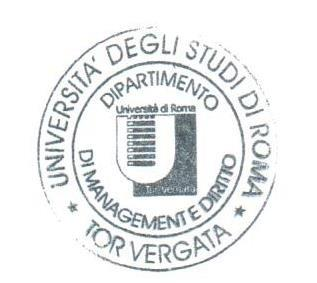 UNIVERSITA' DEGLI STUDI DI ROMA
* TOR VERGATA *
DIPARTIMENTO
DI MANAGEMENT E DIRITTO
Università di Roma
Tor Vergata